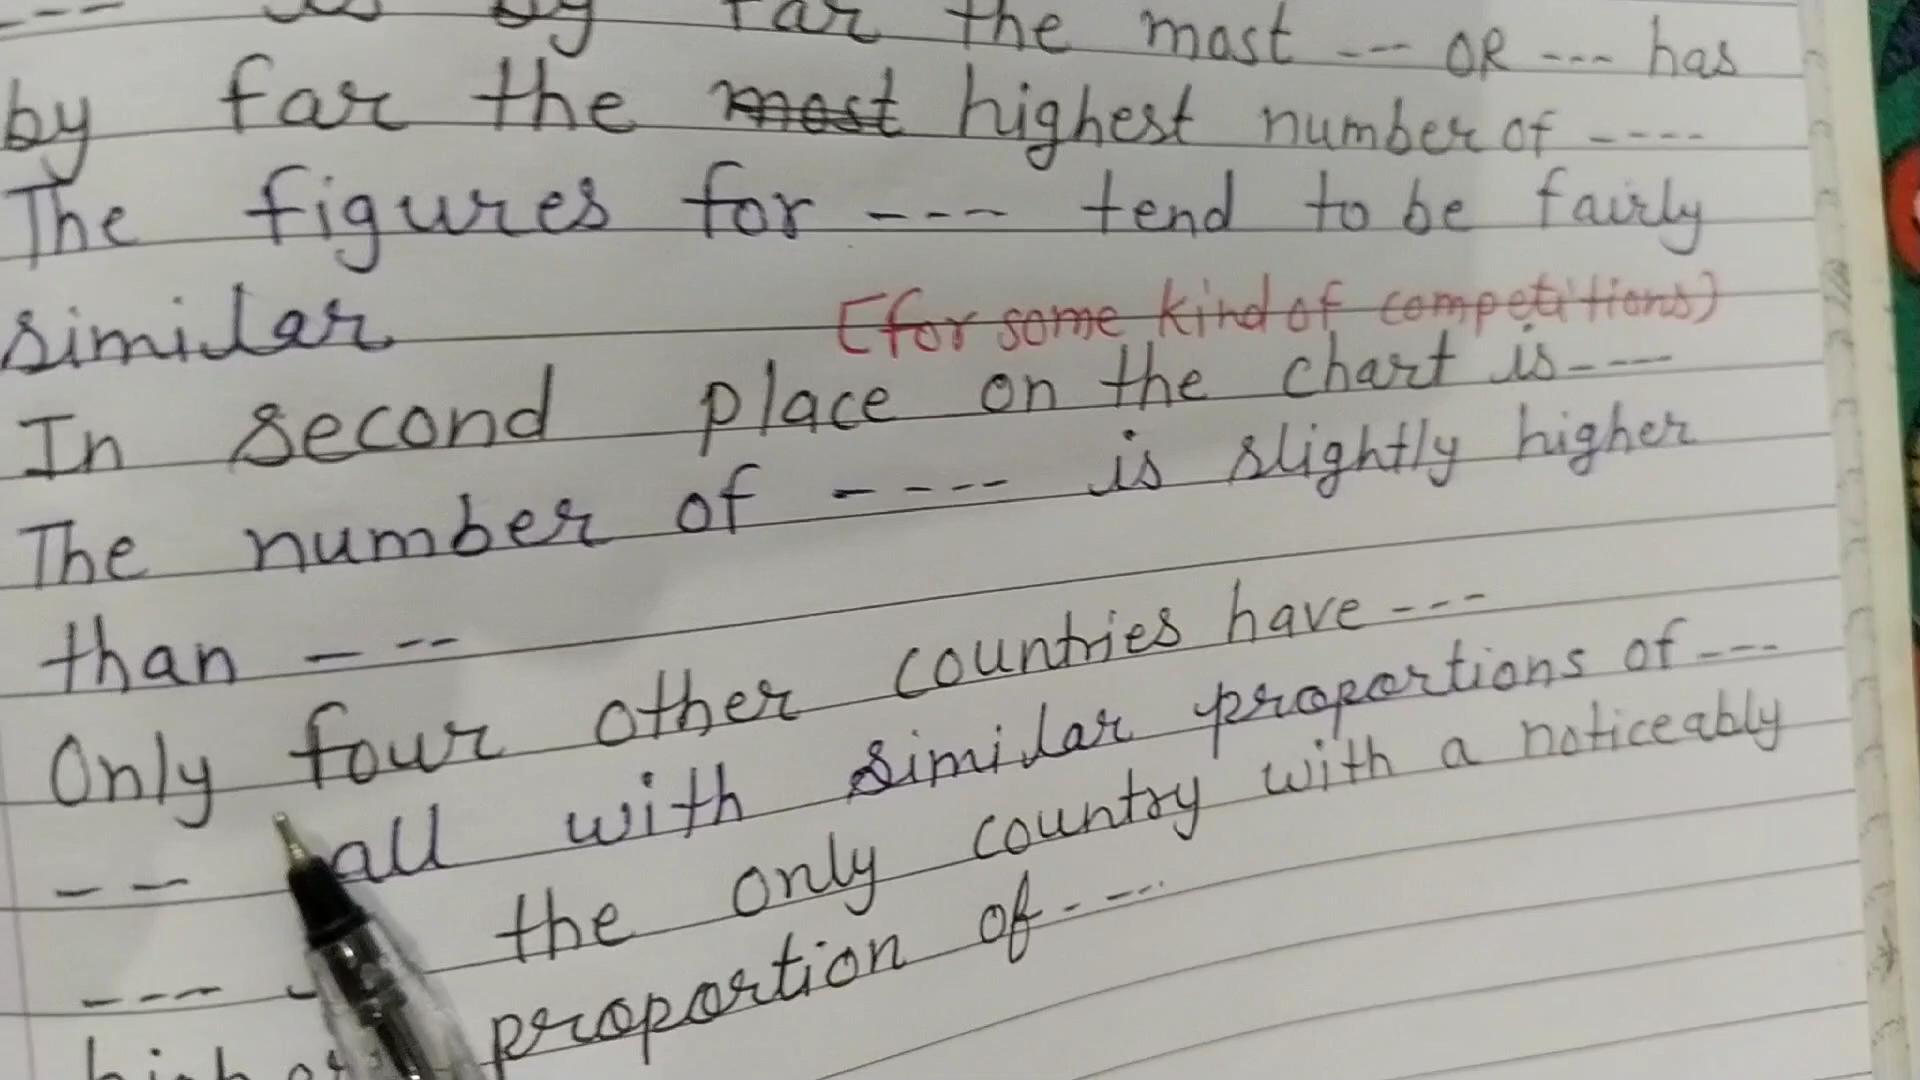 --- is by far the most --- OR --- has
by far the most highest number of ----
The figures for ---- tend to be fairly
similar
(for some kind of competitions)
In second place on the chart is ---
The number of ---- is slightly higher
than ---
Only four other countries have ---
-- all with similar proportions of ---
--- the only country with a noticeably
proportion of ----